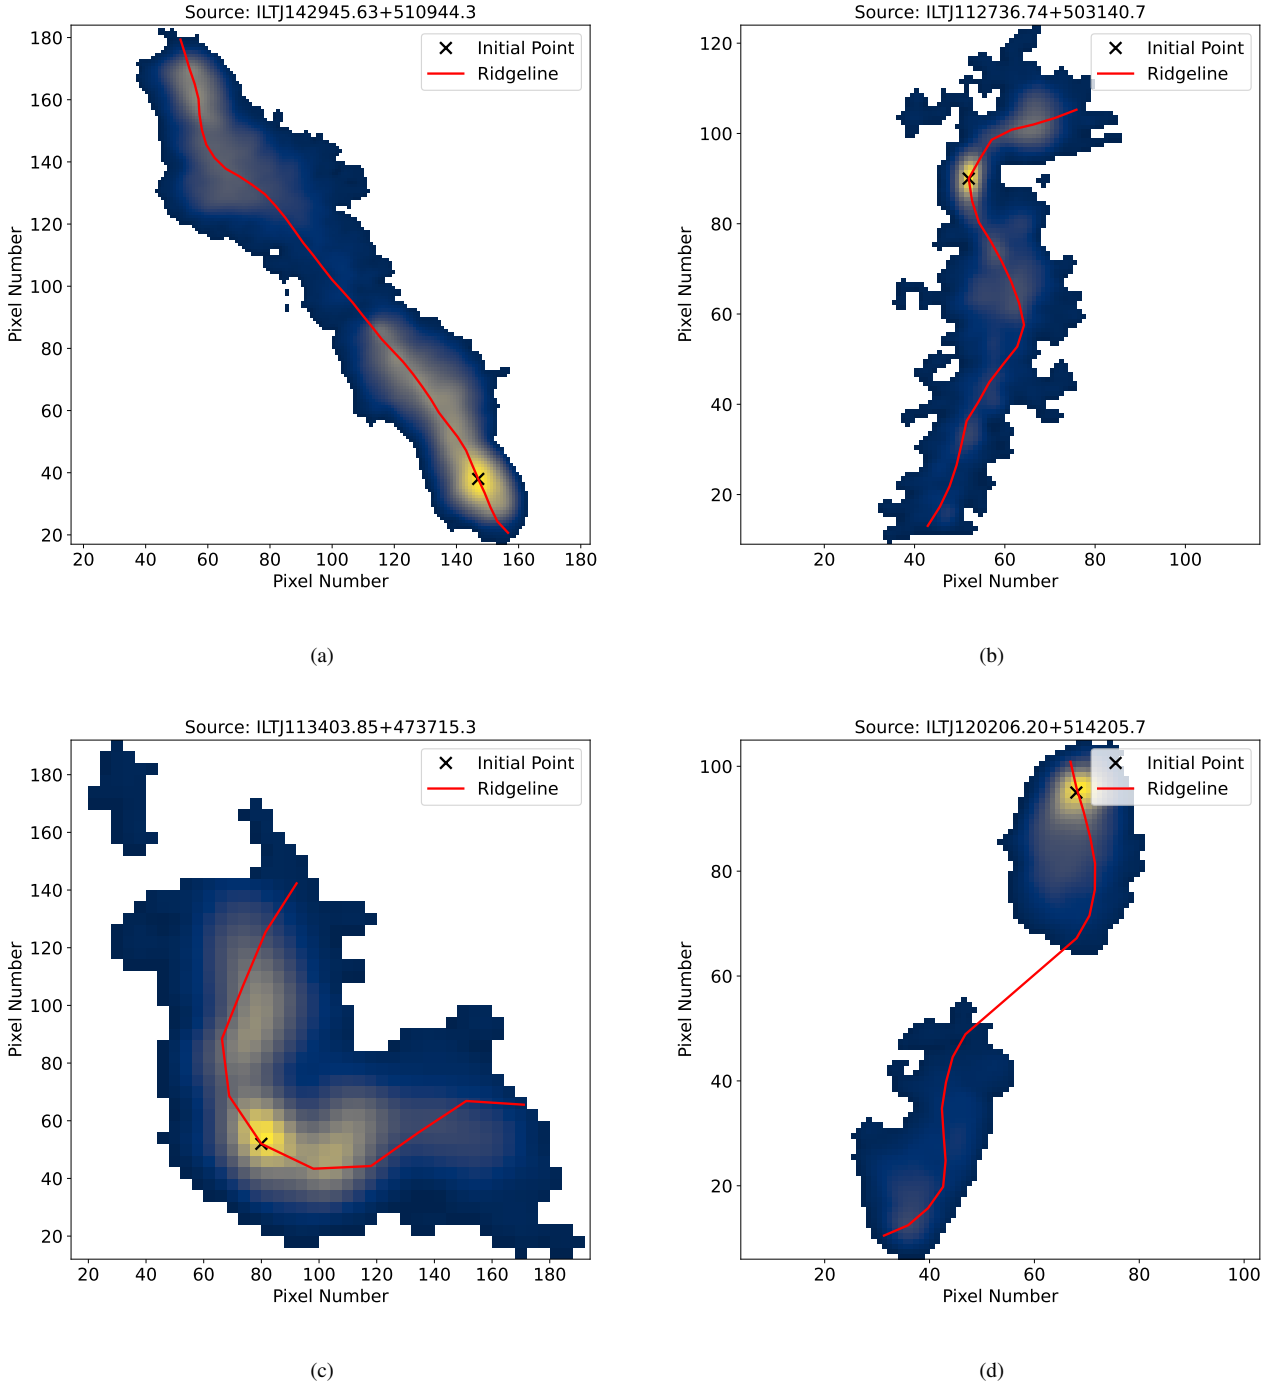 Source: ILTJ142945.63+510944.3
Initial Point
Ridgeline
180
160
140
120
100
80
60
40
20
Pixel Number
20 40 60 80 100 120 140 160 180
Pixel Number
(a)
Source: ILTJ112736.74+503140.7
Initial Point
Ridgeline
120
100
80
60
40
20
Pixel Number
20 40 60 80 100
Pixel Number
(b)
Source: ILTJ113403.85+473715.3
Initial Point
Ridgeline
180
160
140
120
100
80
60
40
20
Pixel Number
20 40 60 80 100 120 140 160 180
Pixel Number
(c)
Source: ILTJ120206.20+514205.7
Initial Point
Ridgeline
100
80
60
40
20
Pixel Number
20 40 60 80 100
Pixel Number
(d)